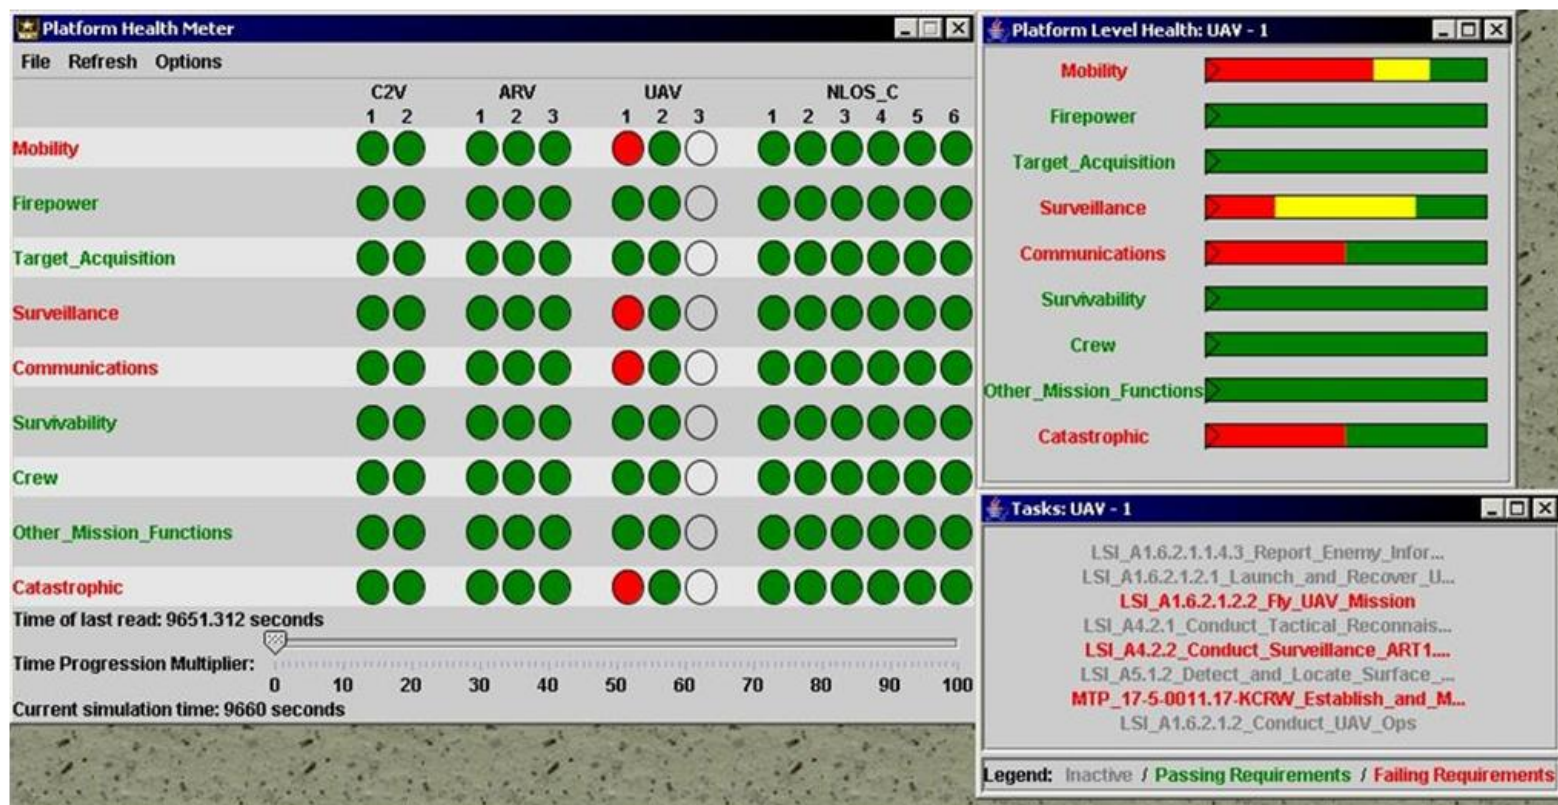 Platform Health Meter
File Refresh Options
C2V ARV UAV NLOS_C
1 2 1 2 3 1 2 3 1 2 3 4 5 6
Mobility
Firepower
Target_Acquisition
Surveillance
Communications
Survivability
Crew
Other_Mission_Functions
Catastrophic
Time of last read: 9651.312 seconds
Time Progression Multiplier:
0 10 20 30 40 50 60 70 80 90 100
Current simulation time: 9660 seconds
Platform Level Health: UAV - 1
Mobility
Firepower
Target_Acquisition
Surveillance
Communications
Survivability
Crew
Other_Mission_Functions
Catastrophic
Tasks: UAV - 1
LSI_A1.6.2.1.1.4.3_Report_Enemy_Infor...
LSI_A1.6.2.1.2.1_Launch_and_Recover_U...
LSI_A1.6.2.1.2.2_Fly_UAV_Mission
LSI_A4.2.1_Conduct_Tactical_Reconnais...
LSI_A4.2.2_Conduct_Surveillance_ART1....
LSI_A5.1.2_Detect_and_Locate_Surface_...
MTP_17-5-0011.17-KCRW_Establish_and_M...
LSI_A1.6.2.1.2_Conduct_UAV_Ops
Legend: Inactive / Passing Requirements / Failing Requirements